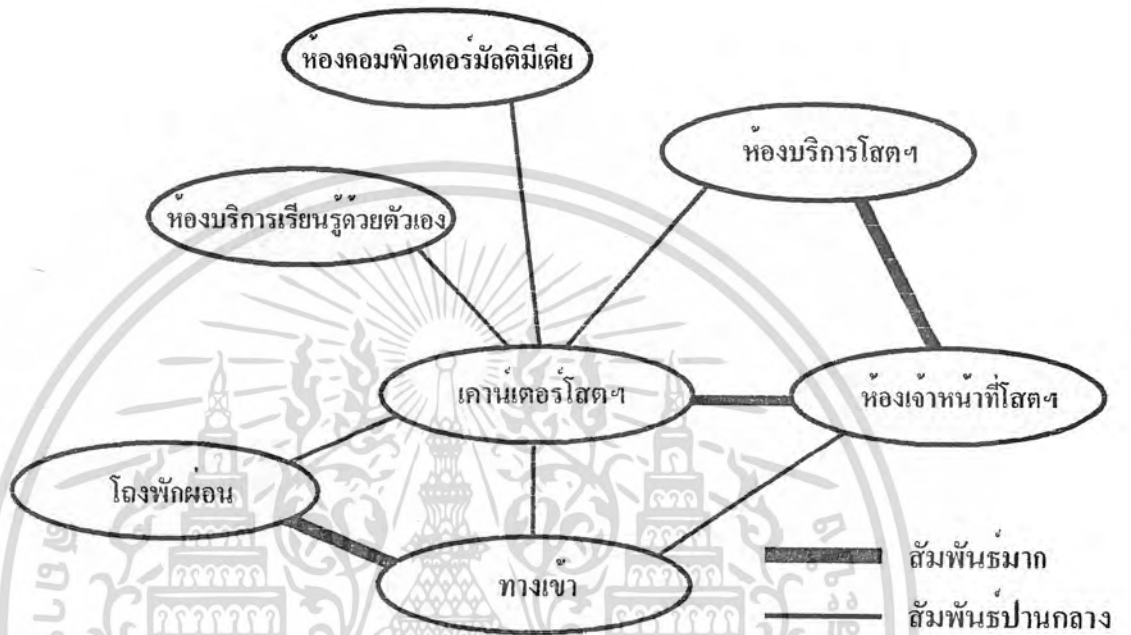 ห้องคอมพิวเตอร์มัลติมีเดีย
ห้องบริการโสตฯ
ห้องบริการเรียนรู้ด้วยตัวเอง
เคาน์เตอร์โสตฯ
ห้องเจ้าหน้าที่โสตฯ
โถงพักผ่อน
ทางเข้า
สัมพันธ์มาก
สัมพันธ์ปานกลาง